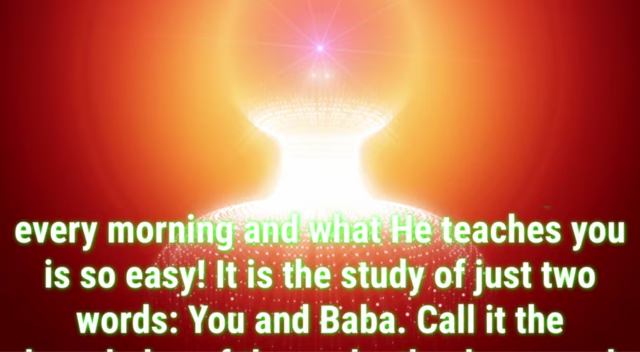 every morning and what He teaches you
is so easy! It is the study of just two
words: You and Baba. Call it the